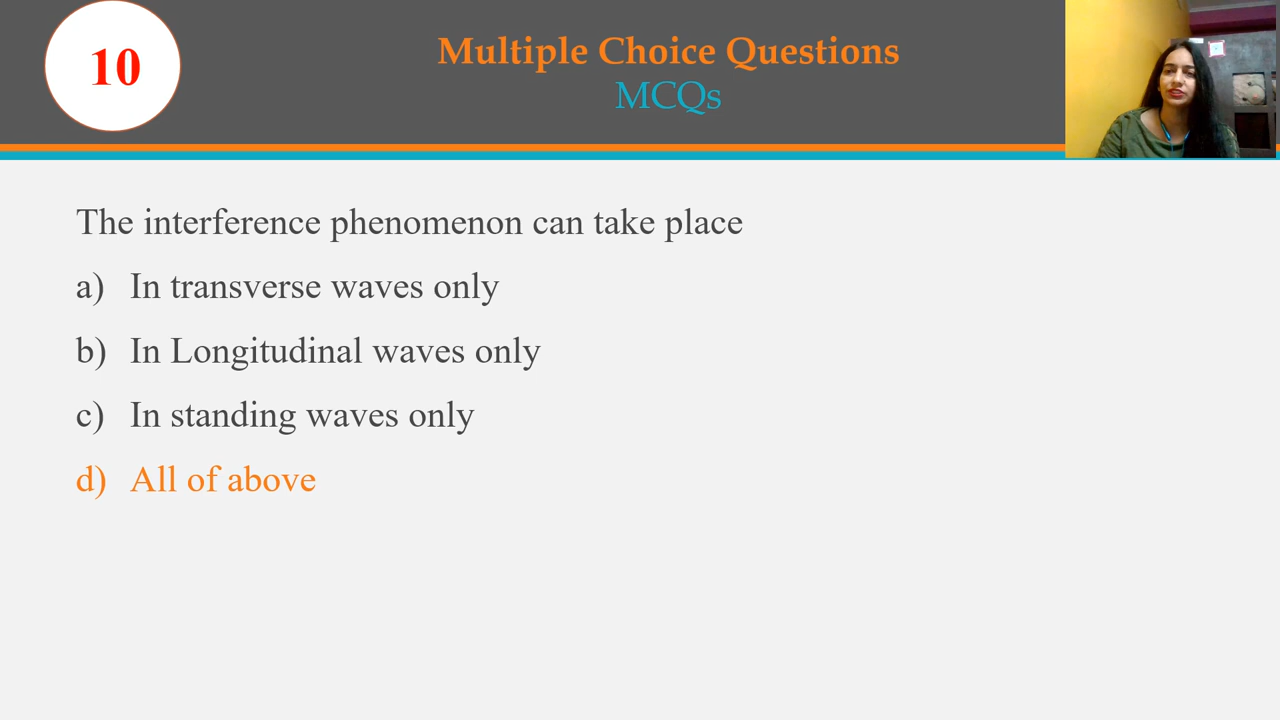 10
Multiple Choice Questions
MCQs
The interference phenomenon can take place
a) In transverse waves only
b) In Longitudinal waves only
c) In standing waves only
d) All of above